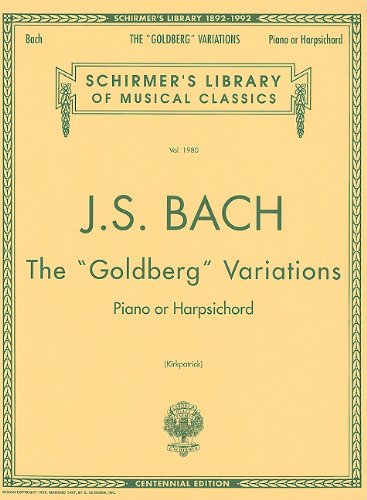 SCHIRMER'S LIBRARY 1892-1992
Bach THE "GOLDBERG" VARIATIONS Piano or Harpsichord
SCHIRMER'S LIBRARY
OF MUSICAL CLASSICS
Vol. 1980
J.S. BACH
The "Goldberg" Variations
Piano or Harpsichord
(Kirkpatrick)
CENTENNIAL EDITION